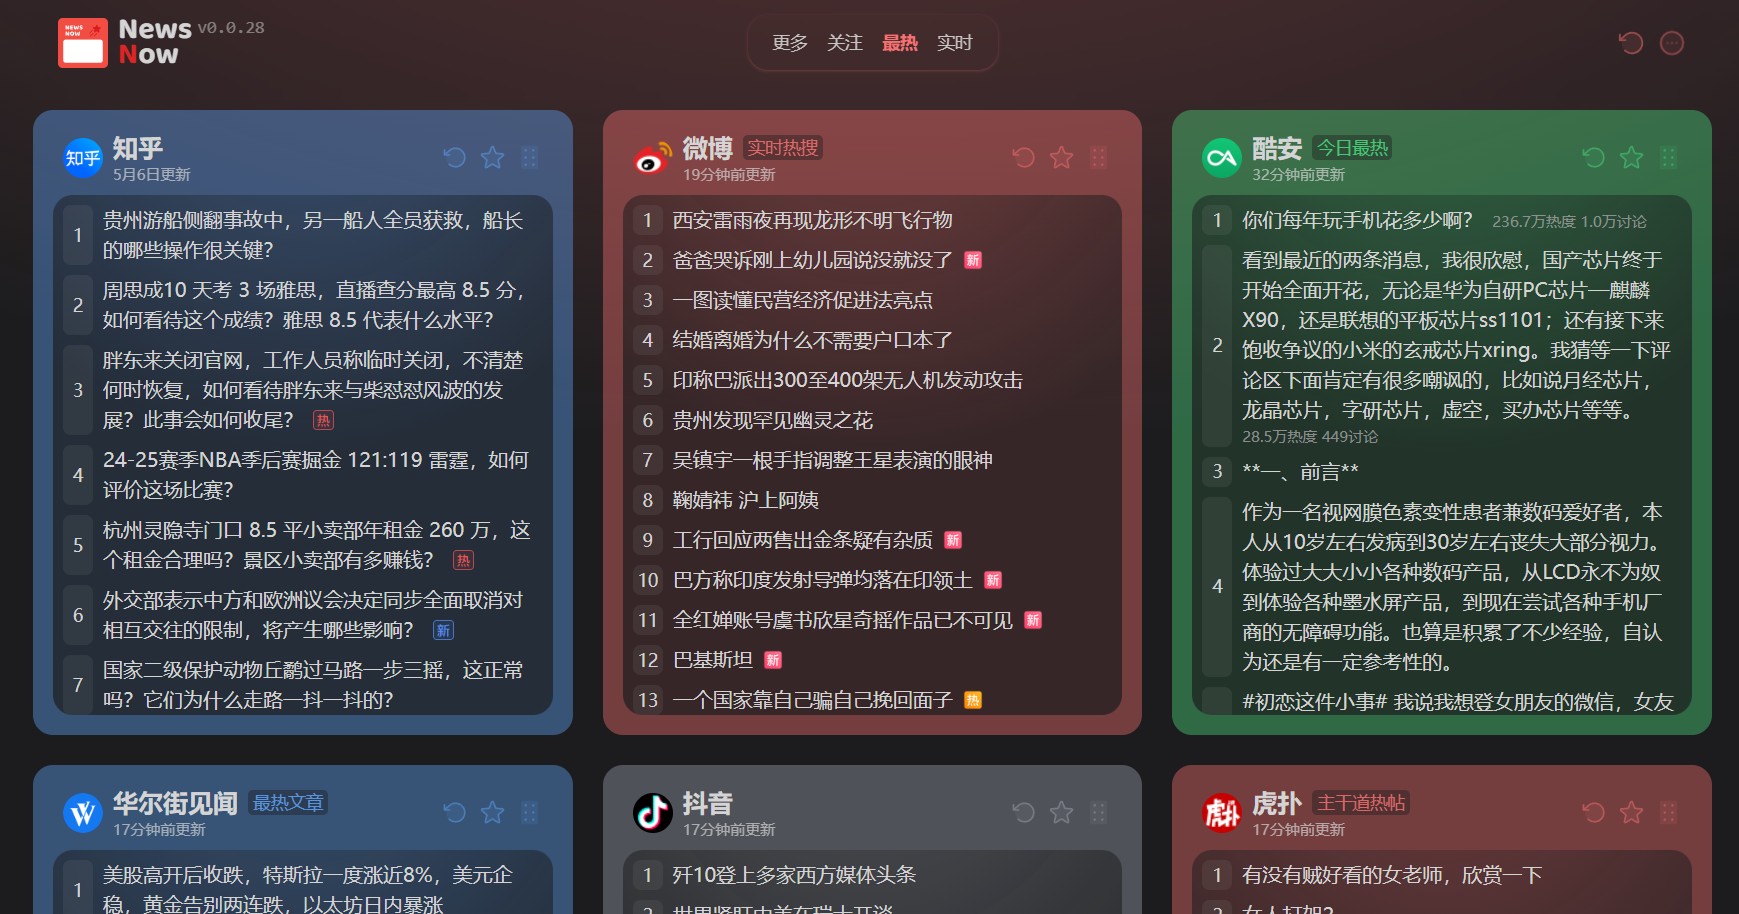 NEWS
NOW
News v0.0.28
Now
更多 关注 最热 实时
知乎
知乎
5月6日更新
1 贵州游船侧翻事故中，另一船人全员获救，船长
的哪些操作很关键？
2 周思成10 天考 3 场雅思，直播查分最高 8.5 分，
如何看待这个成绩？雅思 8.5 代表什么水平？
3 胖东来关闭官网，工作人员称临时关闭，不清楚
何时恢复，如何看待胖东来与柴怼怼风波的发
展？此事会如何收尾？ 热
4 24-25赛季NBA季后赛掘金 121:119 雷霆，如何
评价这场比赛？
5 杭州灵隐寺门口 8.5 平小卖部年租金 260 万，这
个租金合理吗？景区小卖部有多赚钱？ 热
6 外交部表示中方和欧洲议会决定同步全面取消对
相互交往的限制，将产生哪些影响？ 新
7 国家二级保护动物丘鹬过马路一步三摇，这正常
吗？它们为什么走路一抖一抖的？
微博 实时热搜
19分钟前更新
1 西安雷雨夜再现龙形不明飞行物
2 爸爸哭诉刚上幼儿园说没就没了 新
3 一图读懂民营经济促进法亮点
4 结婚离婚为什么不需要户口本了
5 印称巴派出300至400架无人机发动攻击
6 贵州发现罕见幽灵之花
7 吴镇宇一根手指调整王星表演的眼神
8 鞠婧祎 沪上阿姨
9 工行回应两售出金条疑有杂质 新
10 巴方称印度发射导弹均落在印领土 新
11 全红婵账号虞书欣星奇摇作品已不可见 新
12 巴基斯坦 新
13 一个国家靠自己骗自己挽回面子 热
酷安 今日最热
32分钟前更新
1 你们每年玩手机花多少啊？ 236.7万热度 1.0万讨论
2 看到最近的两条消息，我很欣慰，国产芯片终于
开始全面开花，无论是华为自研PC芯片—麒麟
X90，还是联想的平板芯片ss1101；还有接下来
饱收争议的小米的玄戒芯片xring。我猜等一下评
论区下面肯定有很多嘲讽的，比如说月经芯片，
龙晶芯片，字研芯片，虚空，买办芯片等等。
28.5万热度 449讨论
3 **一、前言**
4 作为一名视网膜色素变性患者兼数码爱好者，本
人从10岁左右发病到30岁左右丧失大部分视力。
体验过大大小小各种数码产品，从LCD永不为奴
到体验各种墨水屏产品，到现在尝试各种手机厂
商的无障碍功能。也算是积累了不少经验，自认
为还是有一定参考性的。
#初恋这件小事# 我说我想登女朋友的微信，女友
华尔街见闻 最热文章
17分钟前更新
1 美股高开后收跌，特斯拉一度涨近8%，美元企
稳，黄金告别两连跌，以太坊日内暴涨
抖音
17分钟前更新
1 歼10登上多家西方媒体头条
虎扑
虎扑 主干道热帖
17分钟前更新
1 有没有贼好看的女老师，欣赏一下